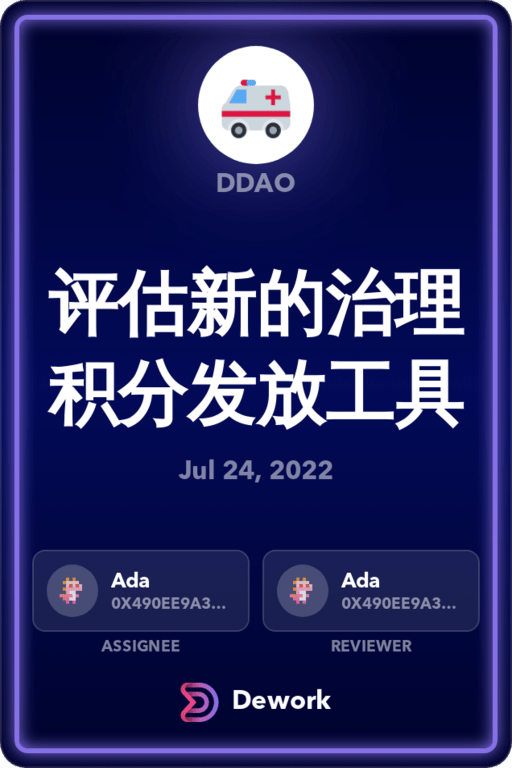 DDAO
评估新的治理
积分发放工具
Jul 24, 2022
Ada
0X490EE9A3...
ASSIGNEE
Ada
0X490EE9A3...
REVIEWER
Dework